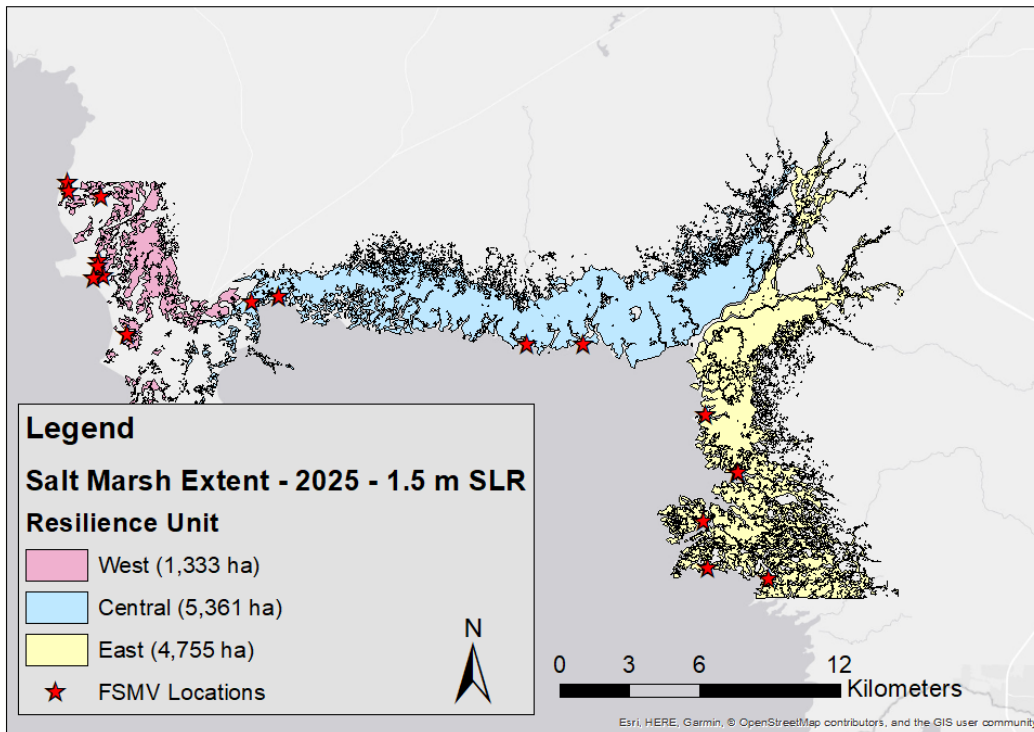 Legend
Salt Marsh Extent - 2025 - 1.5 m SLR
Resilience Unit
West (1,333 ha)
Central (5,361 ha)
East (4,755 ha)
FSMV Locations
N
0 3 6 12
Kilometers
Esri, HERE, Garmin, © OpenStreetMap contributors, and the GIS user community